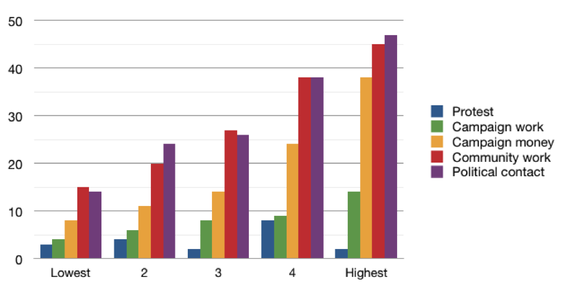 50
40
30
20
10
0
Lowest 2 3 4 Highest
Protest
Campaign work
Campaign money
Community work
Political contact